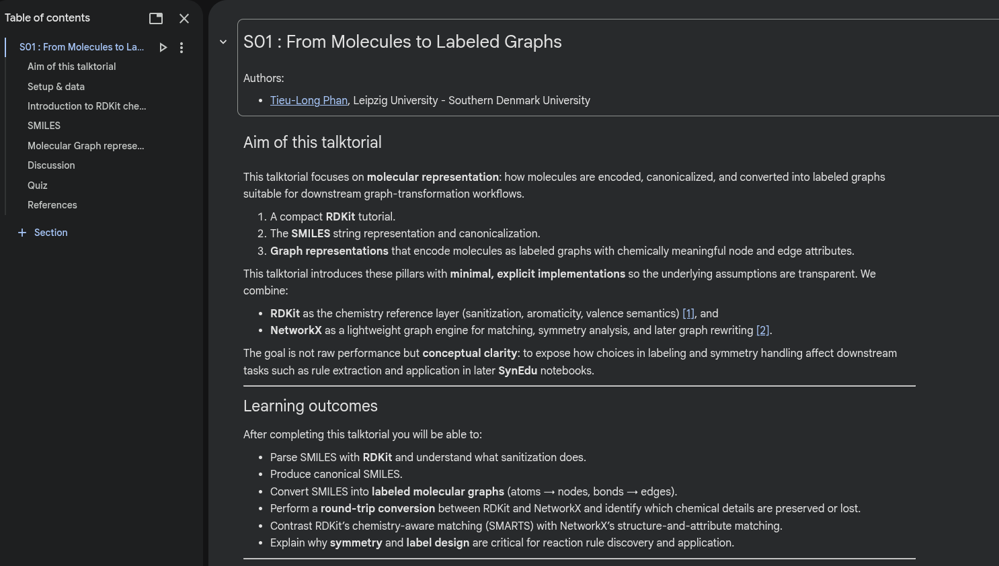 Table of contents
S01 : From Molecules to La...
Aim of this talktorial
Setup & data
Introduction to RDKit che...
SMILES
Molecular Graph represe...
Discussion
Quiz
References
+ Section
S01 : From Molecules to Labeled Graphs
Authors:
• Tieu-Long Phan, Leipzig University - Southern Denmark University
Aim of this talktorial
This talktorial focuses on molecular representation: how molecules are encoded, canonicalized, and converted into labeled graphs
suitable for downstream graph-transformation workflows.
1. A compact RDKit tutorial.
2. The SMILES string representation and canonicalization.
3. Graph representations that encode molecules as labeled graphs with chemically meaningful node and edge attributes.
This talktorial introduces these pillars with minimal, explicit implementations so the underlying assumptions are transparent. We
combine:
• RDKit as the chemistry reference layer (sanitization, aromaticity, valence semantics) [1], and
• NetworkX as a lightweight graph engine for matching, symmetry analysis, and later graph rewriting [2].
The goal is not raw performance but conceptual clarity: to expose how choices in labeling and symmetry handling affect downstream
tasks such as rule extraction and application in later SynEdu notebooks.
Learning outcomes
After completing this talktorial you will be able to:
• Parse SMILES with RDKit and understand what sanitization does.
• Produce canonical SMILES.
• Convert SMILES into labeled molecular graphs (atoms → nodes, bonds → edges).
• Perform a round-trip conversion between RDKit and NetworkX and identify which chemical details are preserved or lost.
• Contrast RDKit’s chemistry-aware matching (SMARTS) with NetworkX’s structure-and-attribute matching.
• Explain why symmetry and label design are critical for reaction rule discovery and application.